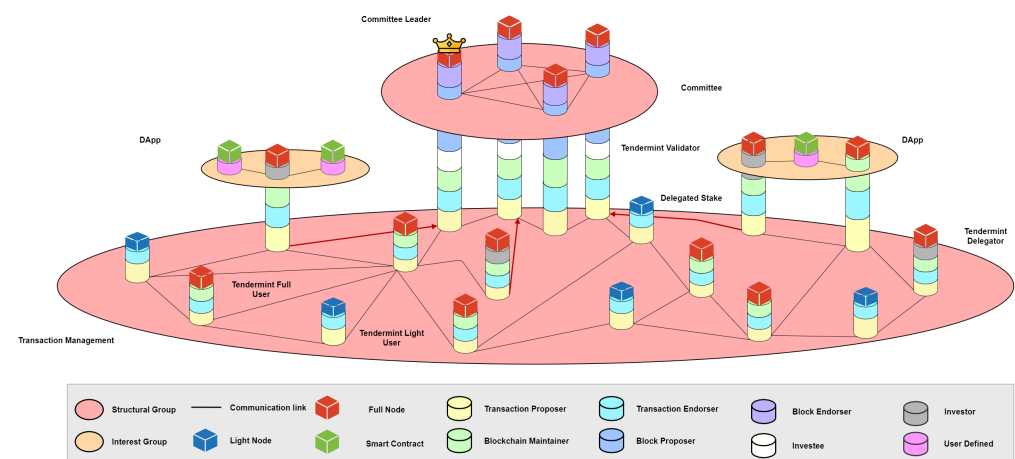 Committee Leader
Committee
DApp
DApp
Tendermint Validator
Delegated Stake
Tendermint
Delegator
Tendermint Full
User
Tendermint Light
User
Transaction Management
Structural Group
Communication link
Full Node
Transaction Proposer
Transaction Endorser
Block Endorser
Investor
Interest Group
Light Node
Smart Contract
Blockchain Maintainer
Block Proposer
Investee
User Defined